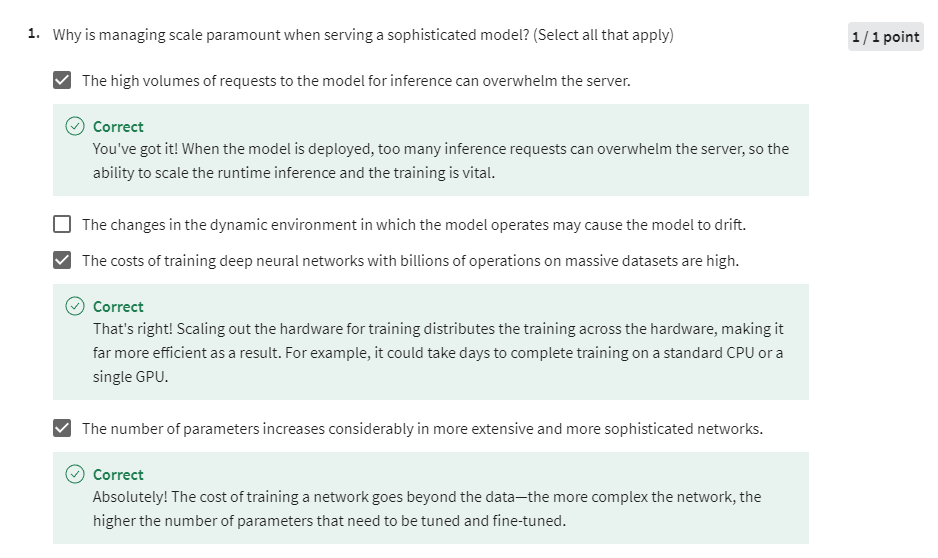 1. Why is managing scale paramount when serving a sophisticated model? (Select all that apply)
1 / 1 point
The high volumes of requests to the model for inference can overwhelm the server.
Correct
You've got it! When the model is deployed, too many inference requests can overwhelm the server, so the
ability to scale the runtime inference and the training is vital.
The changes in the dynamic environment in which the model operates may cause the model to drift.
The costs of training deep neural networks with billions of operations on massive datasets are high.
Correct
That's right! Scaling out the hardware for training distributes the training across the hardware, making it
far more efficient as a result. For example, it could take days to complete training on a standard CPU or a
single GPU.
The number of parameters increases considerably in more extensive and more sophisticated networks.
Correct
Absolutely! The cost of training a network goes beyond the data—the more complex the network, the
higher the number of parameters that need to be tuned and fine-tuned.